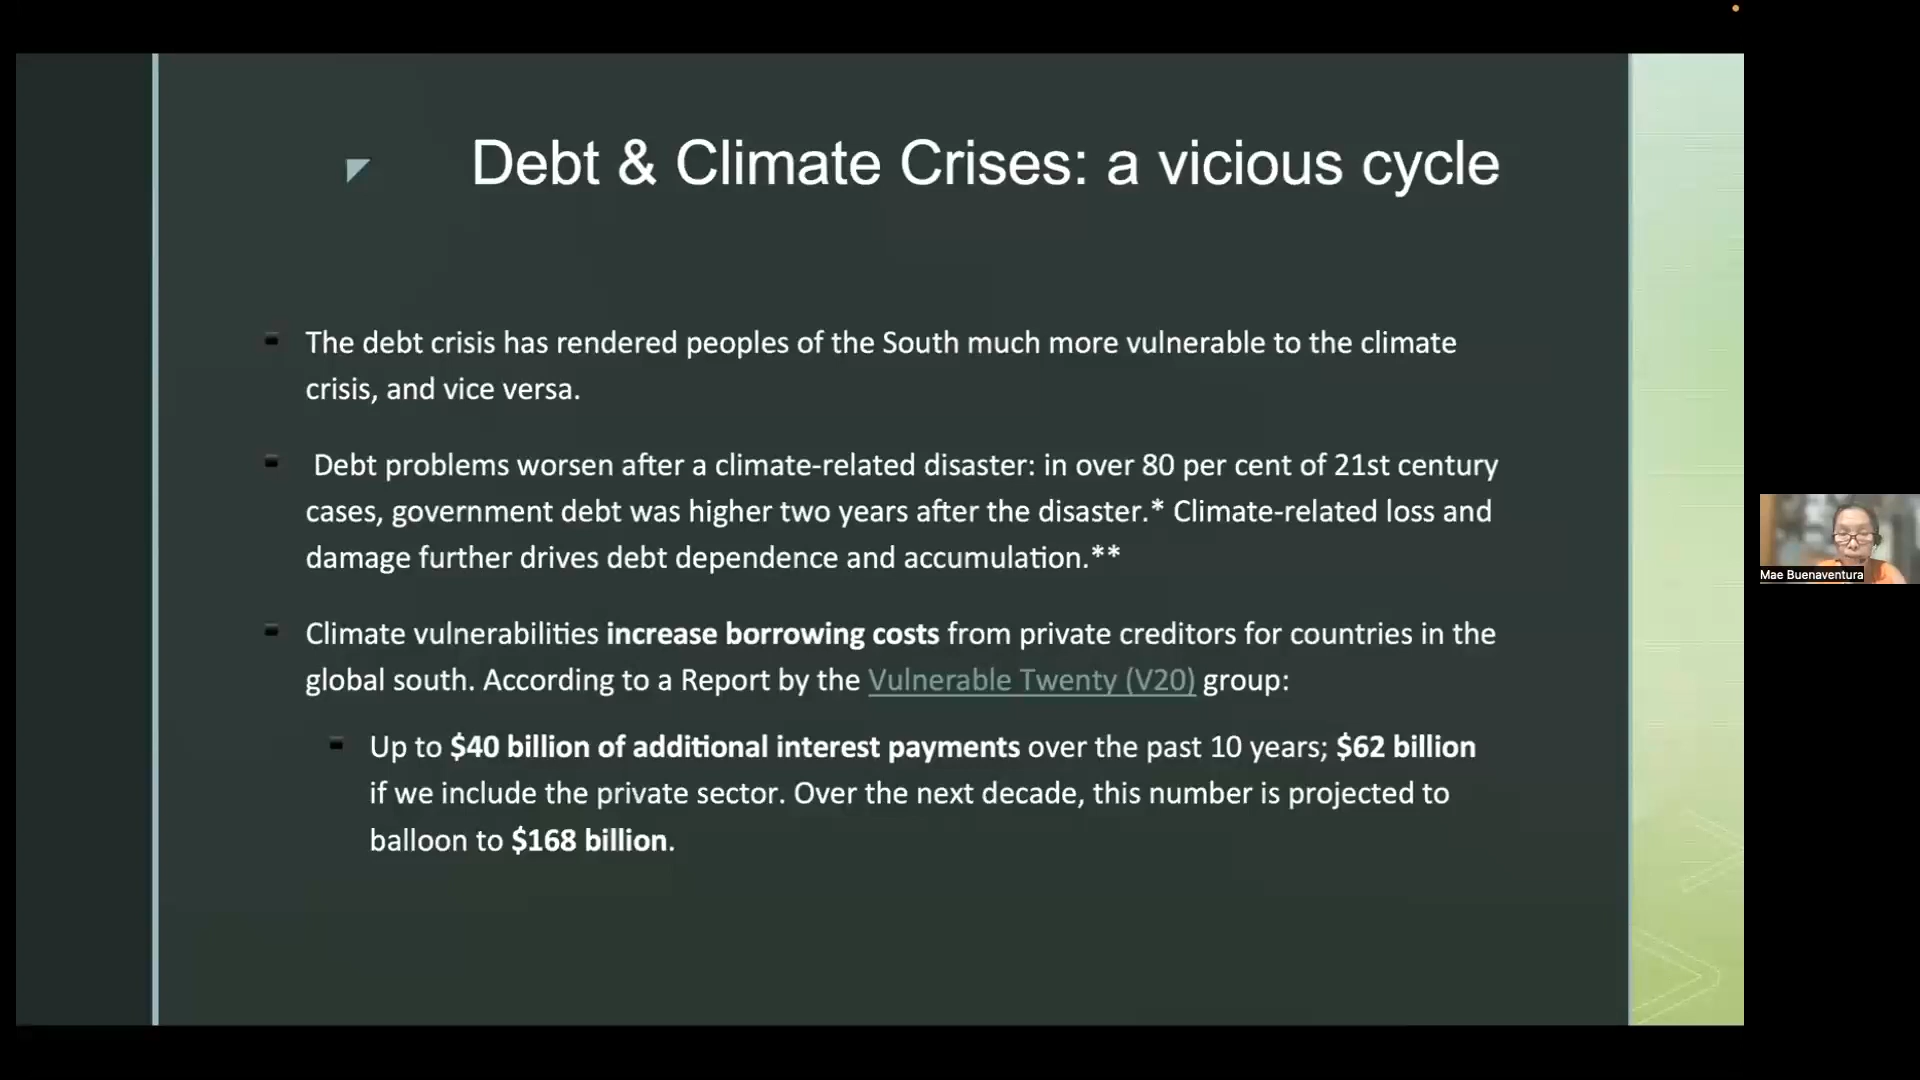 Debt & Climate Crises: a vicious cycle
The debt crisis has rendered peoples of the South much more vulnerable to the climate
crisis, and vice versa.
Debt problems worsen after a climate-related disaster: in over 80 per cent of 21st century
cases, government debt was higher two years after the disaster.* Climate-related loss and
damage further drives debt dependence and accumulation.**
Climate vulnerabilities increase borrowing costs from private creditors for countries in the
global south. According to a Report by the Vulnerable Twenty (V20) group:
Up to $40 billion of additional interest payments over the past 10 years; $62 billion
if we include the private sector. Over the next decade, this number is projected to
balloon to $168 billion.
Mae Buenaventura